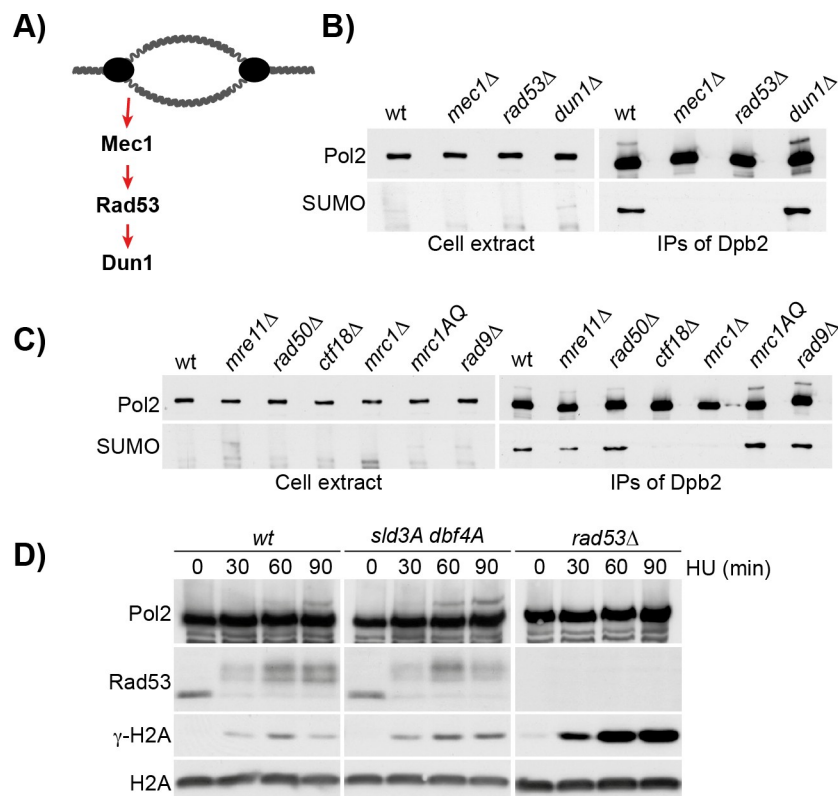 A)
Mec1
Rad53
Dun1
B)
wt mec1Δ rad53Δ dun1Δ wt mec1Δ rad53Δ dun1Δ
Pol2
SUMO
Cell extract IPs of Dpb2
C)
wt mre11Δ rad50Δ ctf18Δ mrc1Δ mrc1AQ rad9Δ wt mre11Δ rad50Δ ctf18Δ mrc1Δ mrc1AQ rad9Δ
Pol2
SUMO
Cell extract IPs of Dpb2
D)
wt sld3A dbf4A rad53Δ
0 30 60 90 0 30 60 90 0 30 60 90 HU (min)
Pol2
Rad53
γ-H2A
H2A